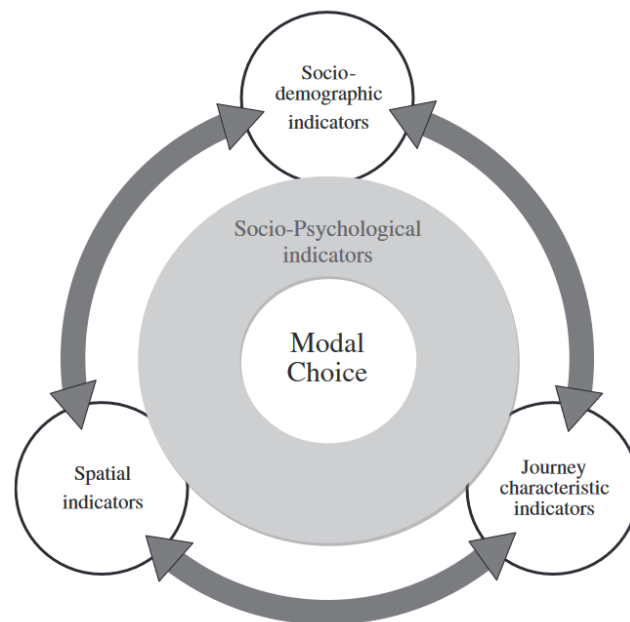 Socio-
demographic
indicators
Socio-Psychological
indicators
Modal
Choice
Spatial
indicators
Journey
characteristic
indicators